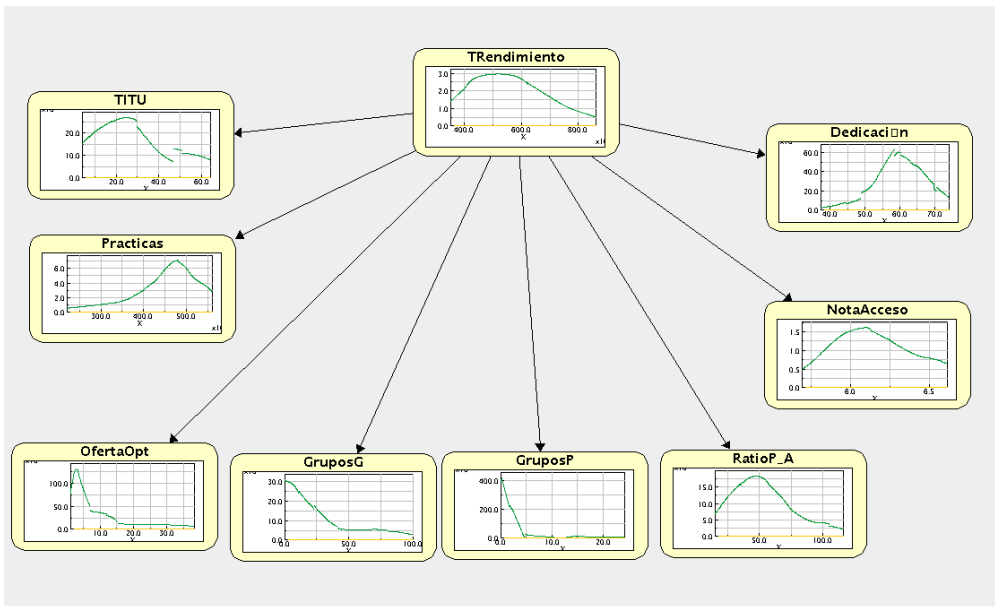 TRendimiento
3.0
2.0
1.0
0.0
400.0 600.0 800.0
X
TITU
20.0
10.0
0.0
20.0 40.0 60.0
Dedicaci□n
60.0
40.0
20.0
0.0
40.0 50.0 60.0 70.0
Practicas
6.0
4.0
2.0
0.0
300.0 400.0 500.0
X
NotaAcceso
1.5
1.0
0.5
0.0
6.0 6.5
OfertaOpt
100.0
50.0
0.0
10.0 20.0 30.0
GruposG
30.0
20.0
10.0
0.0
0.0 50.0 100.0
GruposP
400.0
200.0
0.0
0.0 10.0 20.0
RatioP_A
15.0
10.0
5.0
0.0
50.0 100.0